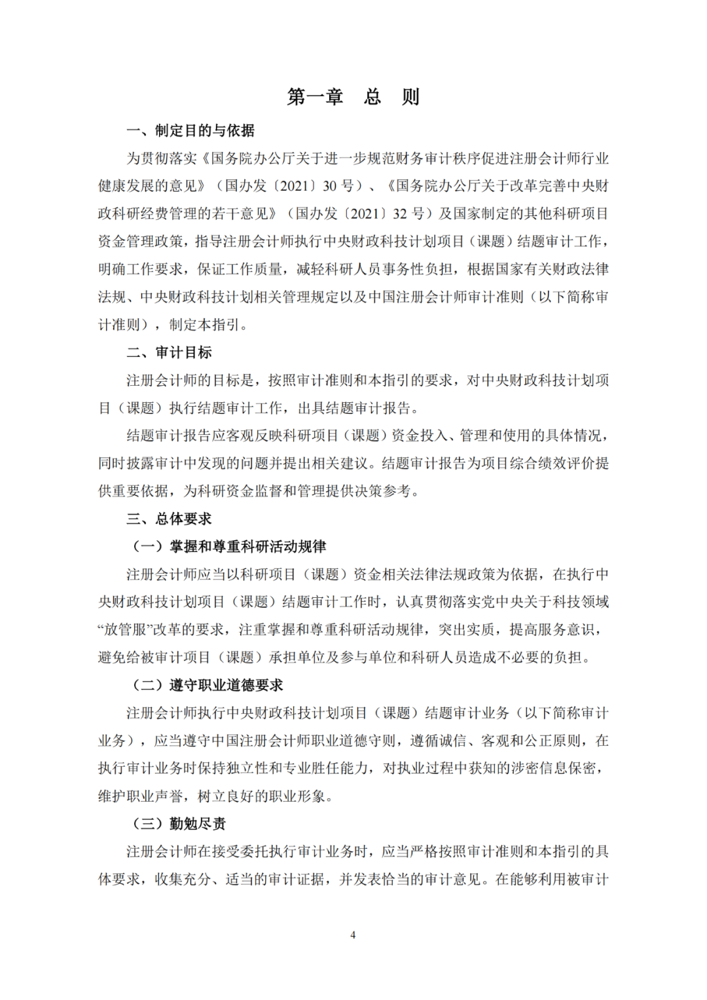 第一章　总　则
一、制定目的与依据
为贯彻落实《国务院办公厅关于进一步规范财务审计秩序促进注册会计师行业
健康发展的意见》（国办发〔2021〕30 号）、《国务院办公厅关于改革完善中央财
政科研经费管理的若干意见》（国办发〔2021〕32 号）及国家制定的其他科研项目
资金管理政策，指导注册会计师执行中央财政科技计划项目（课题）结题审计工作，
明确工作要求，保证工作质量，减轻科研人员事务性负担，根据国家有关财政法律
法规、中央财政科技计划相关管理规定以及中国注册会计师审计准则（以下简称审
计准则），制定本指引。
二、审计目标
注册会计师的目标是，按照审计准则和本指引的要求，对中央财政科技计划项
目（课题）执行结题审计工作，出具结题审计报告。
结题审计报告应客观反映科研项目（课题）资金投入、管理和使用的具体情况，
同时披露审计中发现的问题并提出相关建议。结题审计报告为项目综合绩效评价提
供重要依据，为科研资金监督和管理提供决策参考。
三、总体要求
（一）掌握和尊重科研活动规律
注册会计师应当以科研项目（课题）资金相关法律法规政策为依据，在执行中
央财政科技计划项目（课题）结题审计工作时，认真贯彻落实党中央关于科技领域
“放管服”改革的要求，注重掌握和尊重科研活动规律，突出实质，提高服务意识，
避免给被审计项目（课题）承担单位及参与单位和科研人员造成不必要的负担。
（二）遵守职业道德要求
注册会计师执行中央财政科技计划项目（课题）结题审计业务（以下简称审计
业务），应当遵守中国注册会计师职业道德守则，遵循诚信、客观和公正原则，在
执行审计业务时保持独立性和专业胜任能力，对执业过程中获知的涉密信息保密，
维护职业声誉，树立良好的职业形象。
（三）勤勉尽责
注册会计师在接受委托执行审计业务时，应当严格按照审计准则和本指引的具
体要求，收集充分、适当的审计证据，并发表恰当的审计意见。在能够利用被审计
4